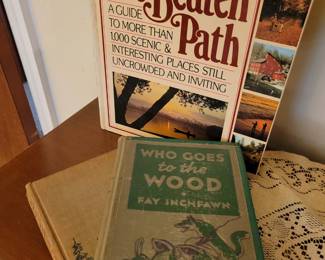 Beaten
Path
A GUIDE
TO MORE THAN
1,000 SCENIC &
INTERESTING PLACES STILL
UNCROWDED AND INVITING
WHO GOES
to the
WOOD
FAY INCHFAWN